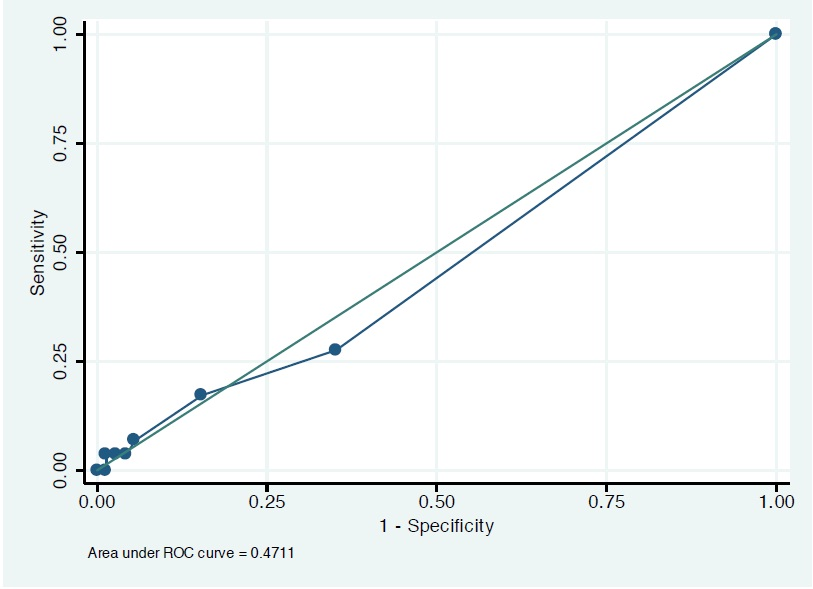 1.00
0.75
Sensitivity
0.50
0.25
0.00
0.00 0.25 0.50 0.75 1.00
1 - Specificity
Area under ROC curve = 0.4711